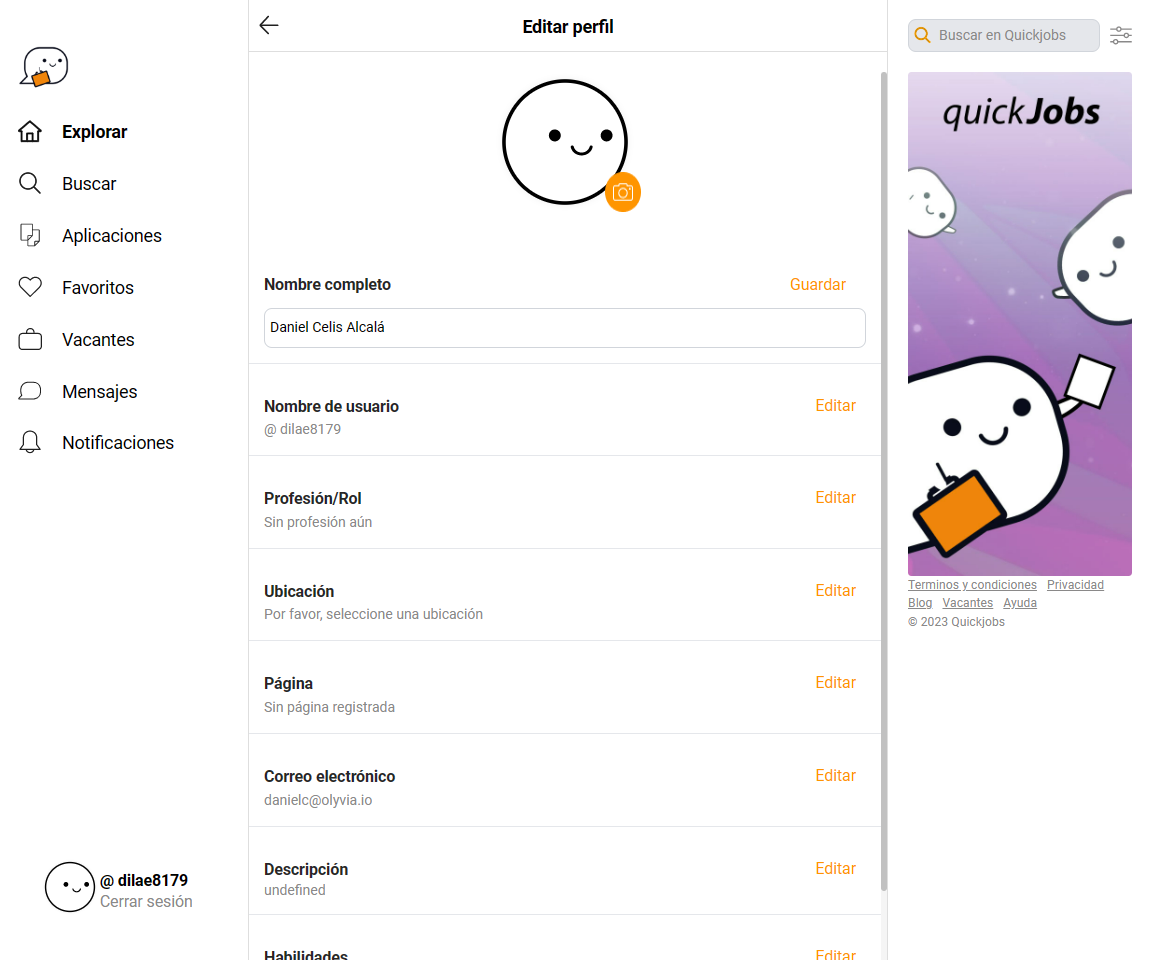 Explorar
Buscar
Aplicaciones
Favoritos
Vacantes
Mensajes
Notificaciones
@ dilae8179
Cerrar sesión
Editar perfil
Nombre completo
Guardar
Daniel Celis Alcalá
Nombre de usuario
Editar
@ dilae8179
Profesión/Rol
Editar
Sin profesión aún
Ubicación
Editar
Por favor, seleccione una ubicación
Página
Editar
Sin página registrada
Correo electrónico
Editar
danielc@olyvia.io
Descripción
Editar
undefined
Habilidades
Editar
Buscar en Quickjobs
quickJobs
Terminos y condiciones Privacidad
Blog Vacantes Ayuda
© 2023 Quickjobs